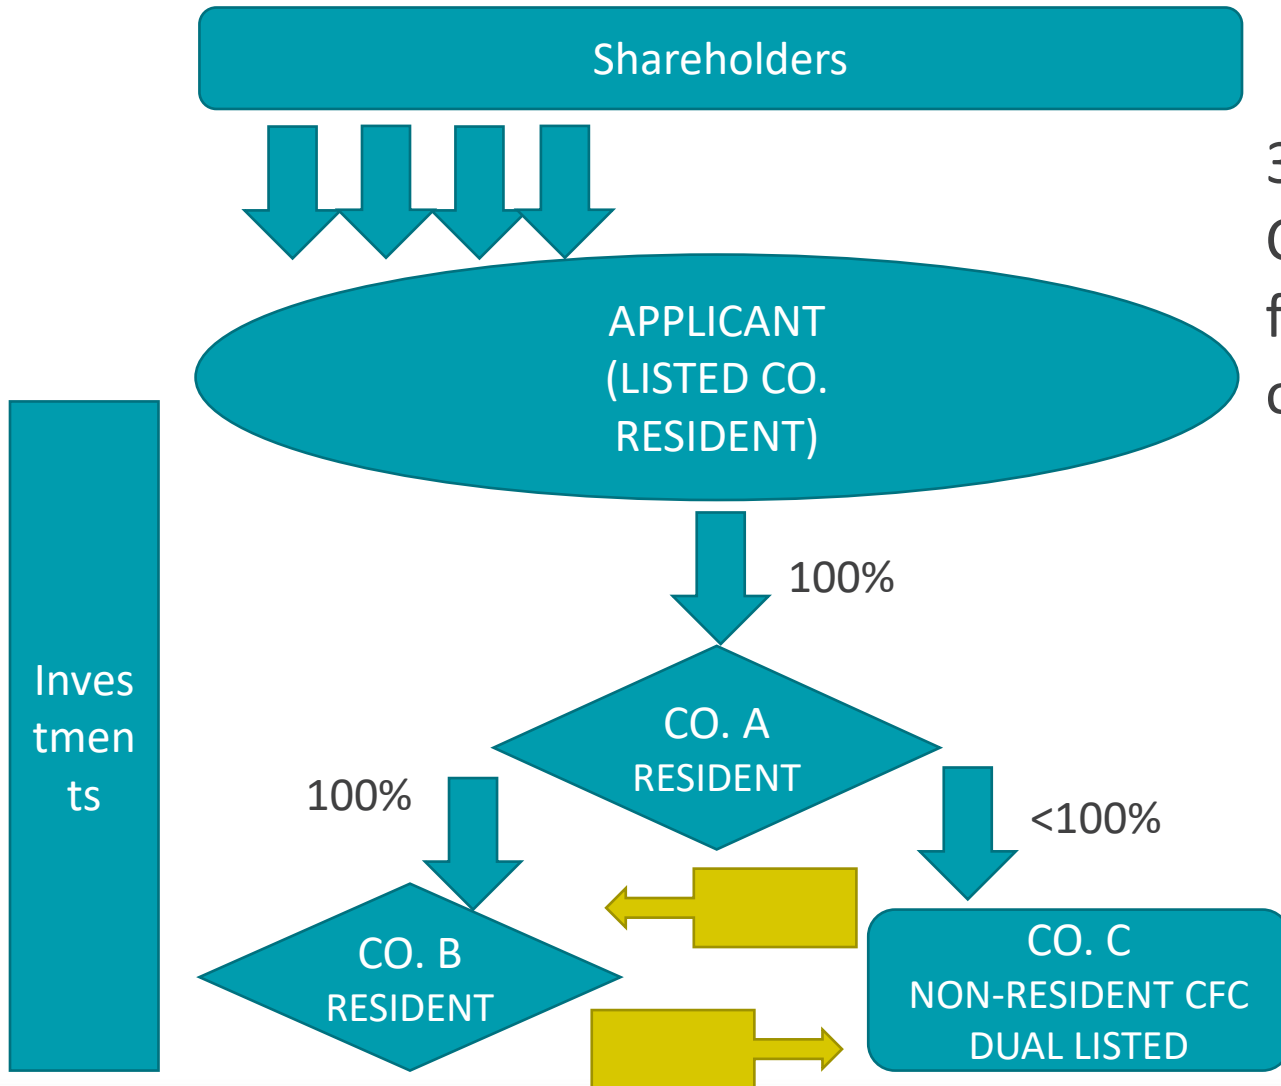 Shareholders
3
f
APPLICANT
(LISTED CO.
RESIDENT)
100%
Inves
tmen
ts
CO. A
RESIDENT
100%
<100%
CO. B
RESIDENT
CO. C
NON-RESIDENT CFC
DUAL LISTED